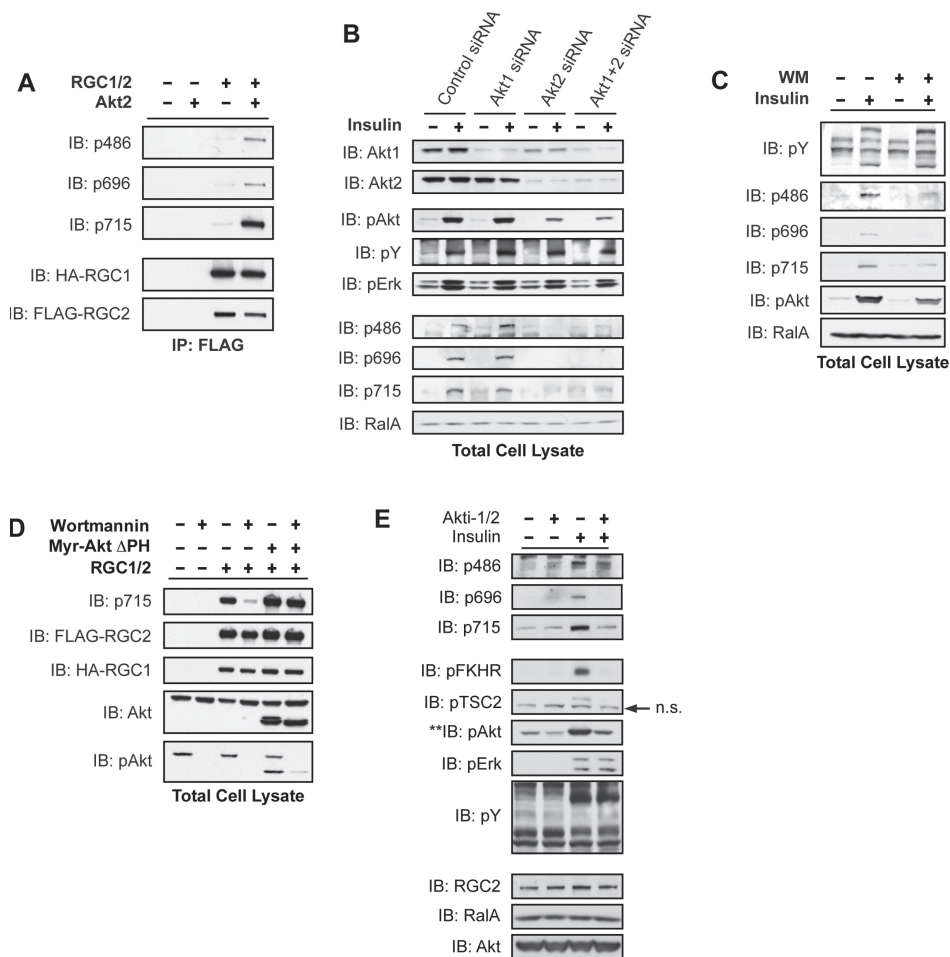 A
RGC1/2 – – + +
Akt2 – + – +
IB: p486
IB: p696
IB: p715
IB: HA-RGC1
IB: FLAG-RGC2
IP: FLAG
B
Control siRNA
Akt1 siRNA
Akt2 siRNA
Akt1+2 siRNA
Insulin – + – + – + – +
IB: Akt1
IB: Akt2
IB: pAkt
IB: pY
IB: pErk
IB: p486
IB: p696
IB: p715
IB: RalA
Total Cell Lysate
C
WM – – + +
Insulin – + – +
IB: pY
IB: p486
IB: p696
IB: p715
IB: pAkt
IB: RalA
Total Cell Lysate
D
Wortmannin – + – + – +
Myr-Akt ΔPH – – – – + +
RGC1/2 – – + + + +
IB: p715
IB: FLAG-RGC2
IB: HA-RGC1
IB: Akt
IB: pAkt
Total Cell Lysate
E
Akti-1/2 – + – +
Insulin – – + +
IB: p486
IB: p696
IB: p715
IB: pFKHR
IB: pTSC2
n.s.
**IB: pAkt
IB: pErk
IB: pY
IB: RGC2
IB: RalA
IB: Akt